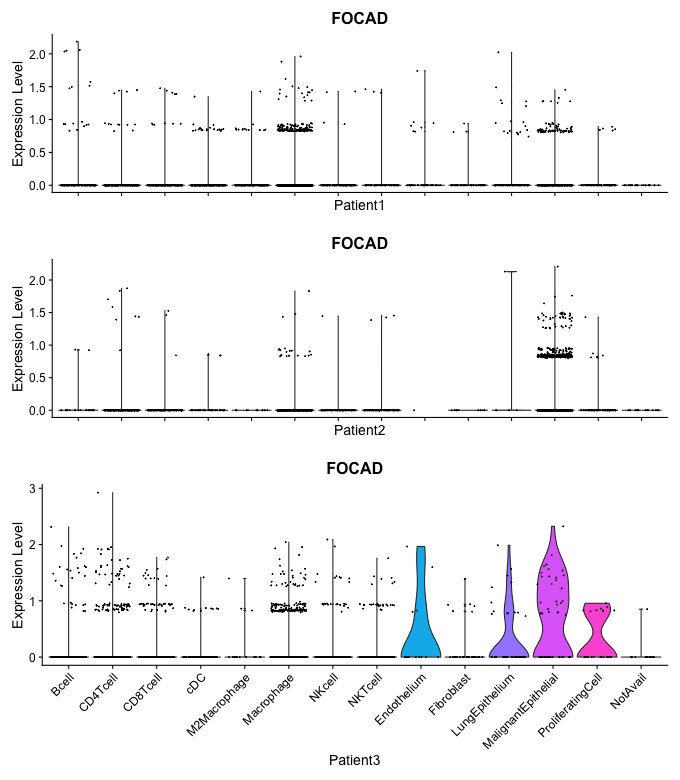 FOCAD
Expression Level
2.0
1.5
1.0
0.5
0.0
Patient1
FOCAD
Expression Level
2.0
1.5
1.0
0.5
0.0
Patient2
FOCAD
Expression Level
3
2
1
0
Bcell
CD4Tcell
CD8Tcell
cDC
M2Macrophage
Macrophage
NKcell
NKTcell
Endothelium
Fibroblast
LungEpithelium
MalignantEpithelial
ProliferatingCell
NotAvail
Patient3